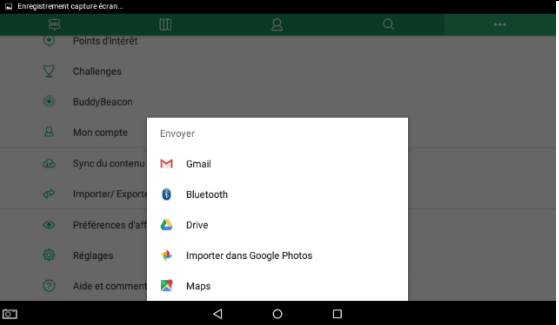 Enregistrement capture écran...
Points d'intérêt
Challenges
BuddyBeacon
Mon compte
Envoyer
Sync du contenu
Gmail
Importer/ Exporte
Bluetooth
Préférences d'aff
Drive
Réglages
Importer dans Google Photos
Aide et comment
Maps